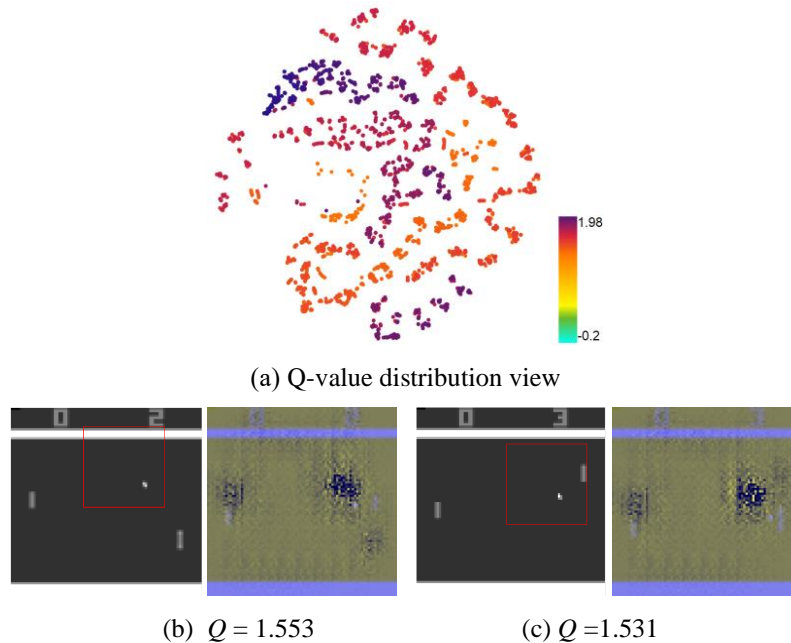 1.98
-0.2
(a) Q-value distribution view
0 2
0 3
(b) Q = 1.553
(c) Q =1.531